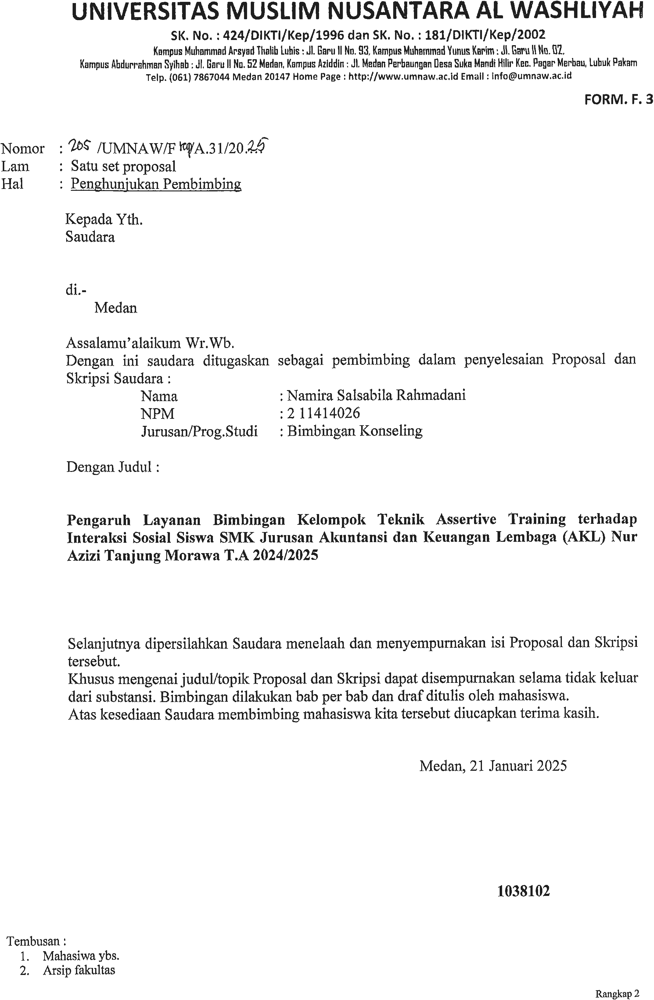 UNIVERSITAS MUSLIM NUSANTARA AL WASHLIYAH
SK. No. : 424/DIKTI/Kep/1996 dan SK. No. : 181/DIKTI/Kep/2002
Kampus Muhammad Arsyad Thalib Lubis : Jl. Garu II No. 93, Kampus Muhammad Yunus Karim : Jl. Garu II No. 02,
Kampus Abdurrahman Syihab : Jl. Garu II No. 52 Medan, Kampus Aziddin : Jl. Medan Perbaungan Desa Suka Mandi Hilir Kec. Pagar Merbau, Lubuk Pakam
Telp. (061) 7867044 Medan 20147 Home Page : http://www.umnaw.ac.id Email : info@umnaw.ac.id
FORM. F. 3
Nomor : 205 /UMNAW/F /A.31/20.25
Lam : Satu set proposal
Hal : Penghunjukan Pembimbing
Kepada Yth.
Saudara
di.-
Medan
Assalamu'alaikum Wr.Wb.
Dengan ini saudara ditugaskan sebagai pembimbing dalam penyelesaian Proposal dan
Skripsi Saudara :
Nama : Namira Salsabila Rahmadani
NPM : 2 11414026
Jurusan/Prog.Studi : Bimbingan Konseling
Dengan Judul :
Pengaruh Layanan Bimbingan Kelompok Teknik Assertive Training terhadap
Interaksi Sosial Siswa SMK Jurusan Akuntansi dan Keuangan Lembaga (AKL) Nur
Azizi Tanjung Morawa T.A 2024/2025
Selanjutnya dipersilahkan Saudara menelaah dan menyempurnakan isi Proposal dan Skripsi
tersebut.
Khusus mengenai judul/topik Proposal dan Skripsi dapat disempurnakan selama tidak keluar
dari substansi. Bimbingan dilakukan bab per bab dan draf ditulis oleh mahasiswa.
Atas kesediaan Saudara membimbing mahasiswa kita tersebut diucapkan terima kasih.
Medan, 21 Januari 2025
1038102
Tembusan :
1. Mahasiwa ybs.
2. Arsip fakultas
Rangkap 2